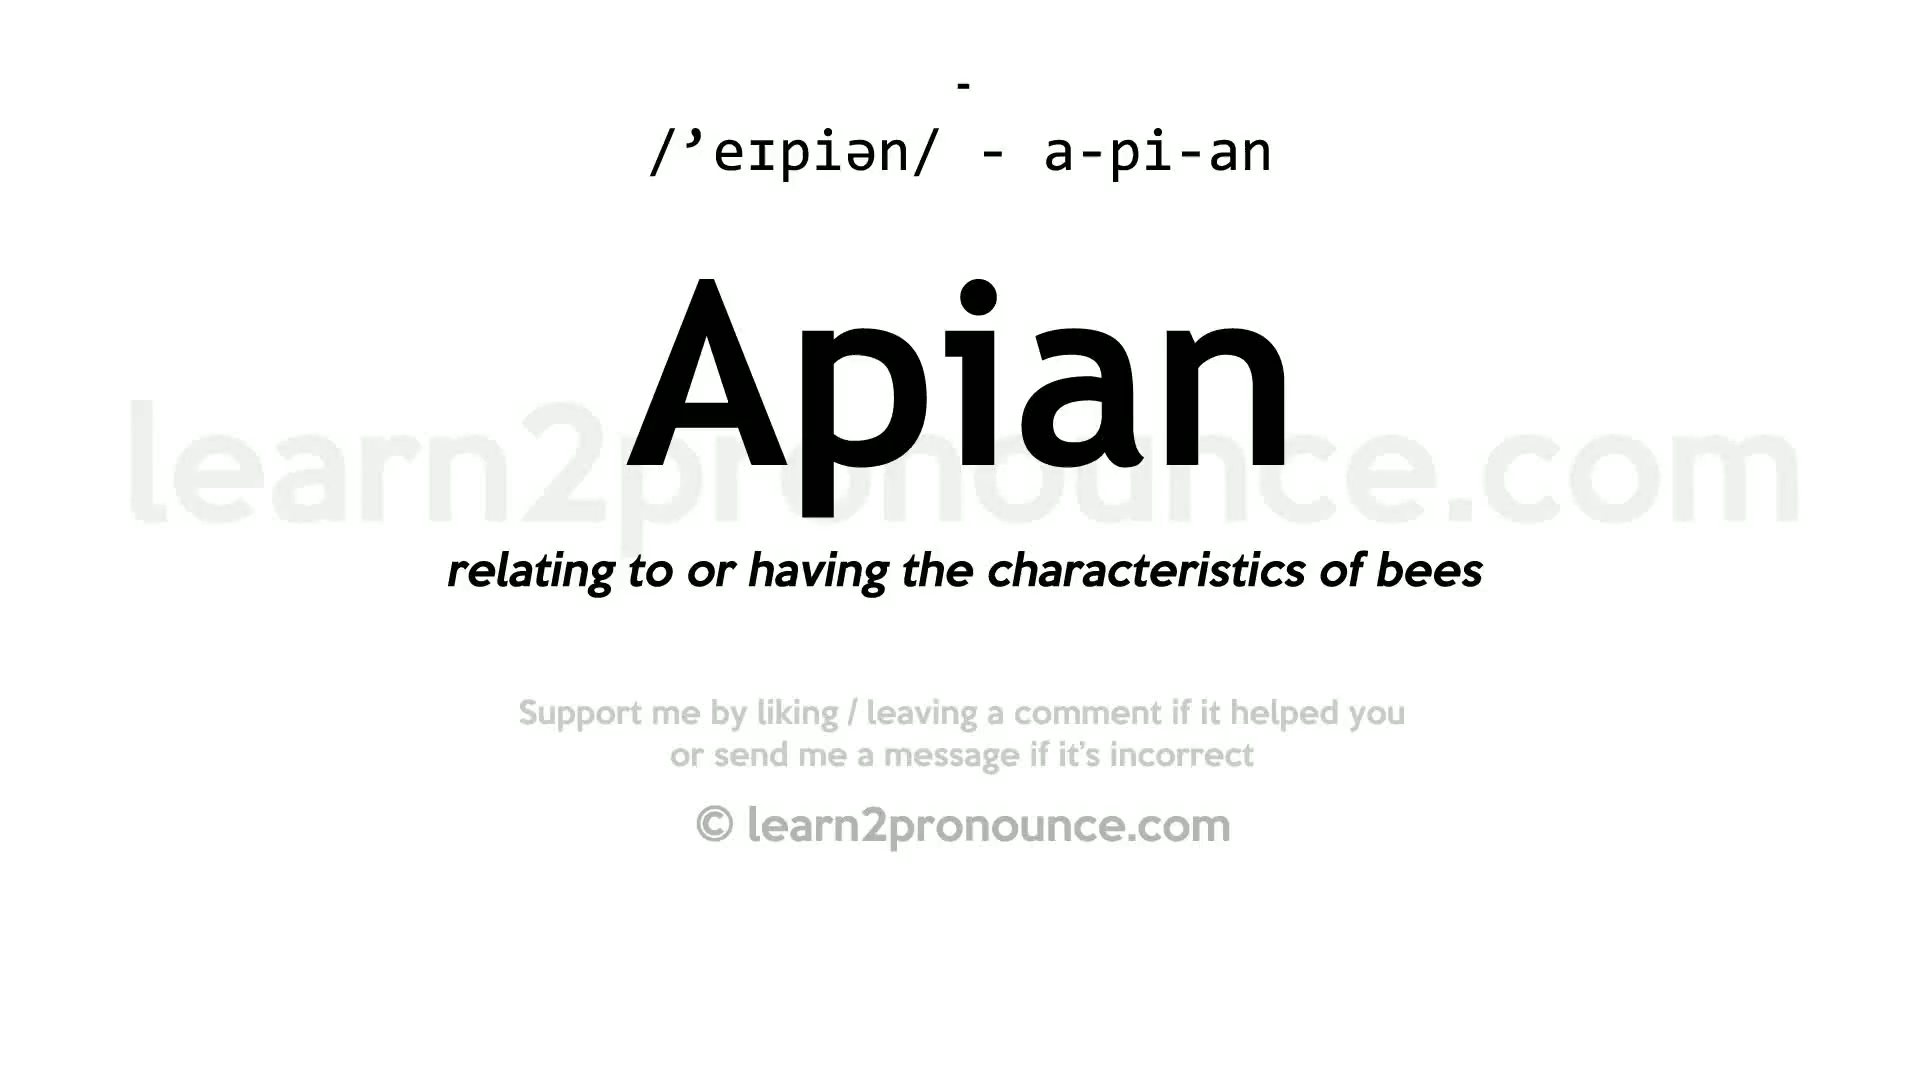 -
/’eɪpiən/ - a-pi-an
Apian
learn2pronounce.com
relating to or having the characteristics of bees
Support me by liking / leaving a comment if it helped you
or send me a message if it’s incorrect
© learn2pronounce.com